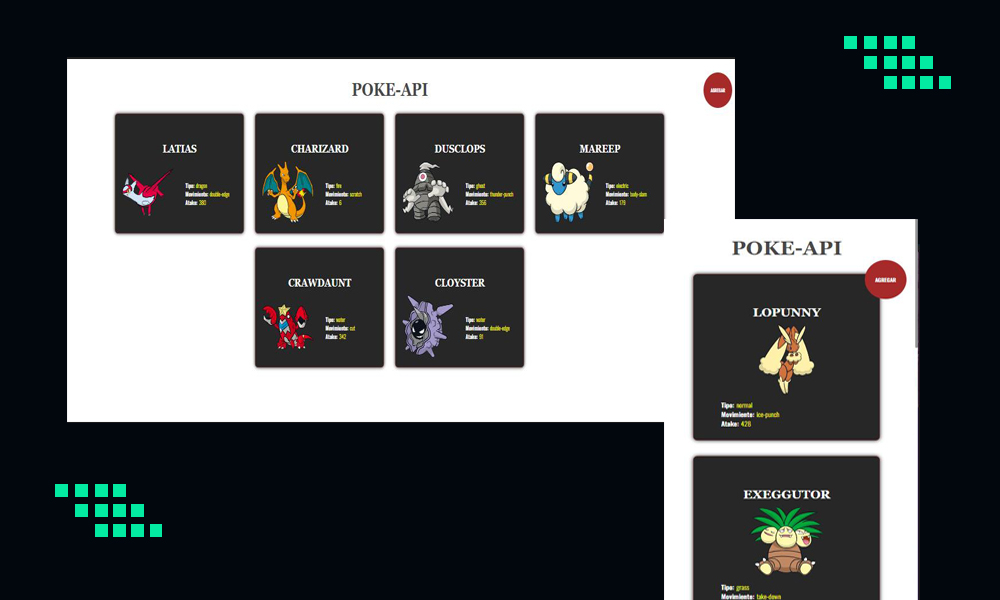 POKE-API
AGREGAR
LATIAS
Tipo: dragon
Movimiento: double-edge
Atake: 380
CHARIZARD
Tipo: fire
Movimiento: scratch
Atake: 6
DUSCLOPS
Tipo: ghost
Movimiento: thunder-punch
Atake: 356
MAREEP
Tipo: electric
Movimiento: body-slam
Atake: 179
CRAWDAUNT
Tipo: water
Movimiento: cut
Atake: 342
CLOYSTER
Tipo: water
Movimiento: double-edge
Atake: 91
POKE-API
AGREGAR
LOPUNNY
Tipo: normal
Movimiento: ice-punch
Atake: 428
EXEGGUTOR
Tipo: grass
Movimiento: take-down